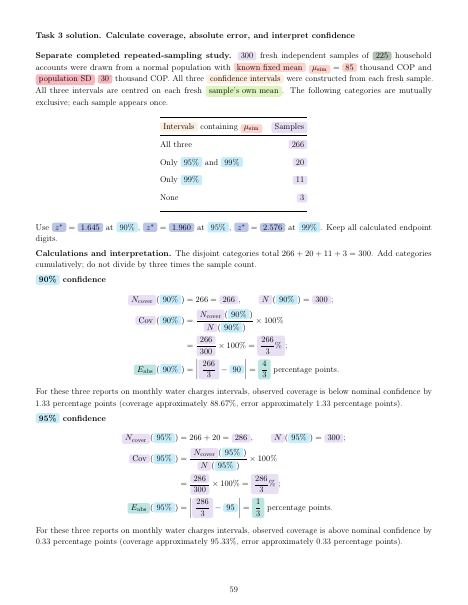 Task 3 solution. Calculate coverage, absolute error, and interpret confidence
Separate completed repeated-sampling study. 300 fresh independent samples of 225 household
accounts were drawn from a normal population with known fixed mean μsim = 85 thousand COP and
population SD 30 thousand COP. All three confidence intervals were constructed from each fresh sample.
All three intervals are centred on each fresh sample's own mean. The following categories are mutually
exclusive; each sample appears once.
Intervals containing μsim Samples
All three 266
Only 95% and 99% 20
Only 99% 11
None 3
Use z* = 1.645 at 90%, z* = 1.960 at 95%, z* = 2.576 at 99%. Keep all calculated endpoint
digits.
Calculations and interpretation. The disjoint categories total 266 + 20 + 11 + 3 = 300. Add categories
cumulatively; do not divide by three times the sample count.
90% confidence
Ncover(90%) = 266 = 266, N(90%) = 300;
Cov(90%) = Ncover(90%) / N(90%) × 100%
= 266/300 × 100% = 266/3 %;
Eabs(90%) = |266/3 − 90| = 4/3 percentage points.
For these three reports on monthly water charges intervals, observed coverage is below nominal confidence by
1.33 percentage points (coverage approximately 88.67%, error approximately 1.33 percentage points).
95% confidence
Ncover(95%) = 266 + 20 = 286, N(95%) = 300;
Cov(95%) = Ncover(95%) / N(95%) × 100%
= 286/300 × 100% = 286/3 %;
Eabs(95%) = |286/3 − 95| = 1/3 percentage points.
For these three reports on monthly water charges intervals, observed coverage is above nominal confidence by
0.33 percentage points (coverage approximately 95.33%, error approximately 0.33 percentage points).
59